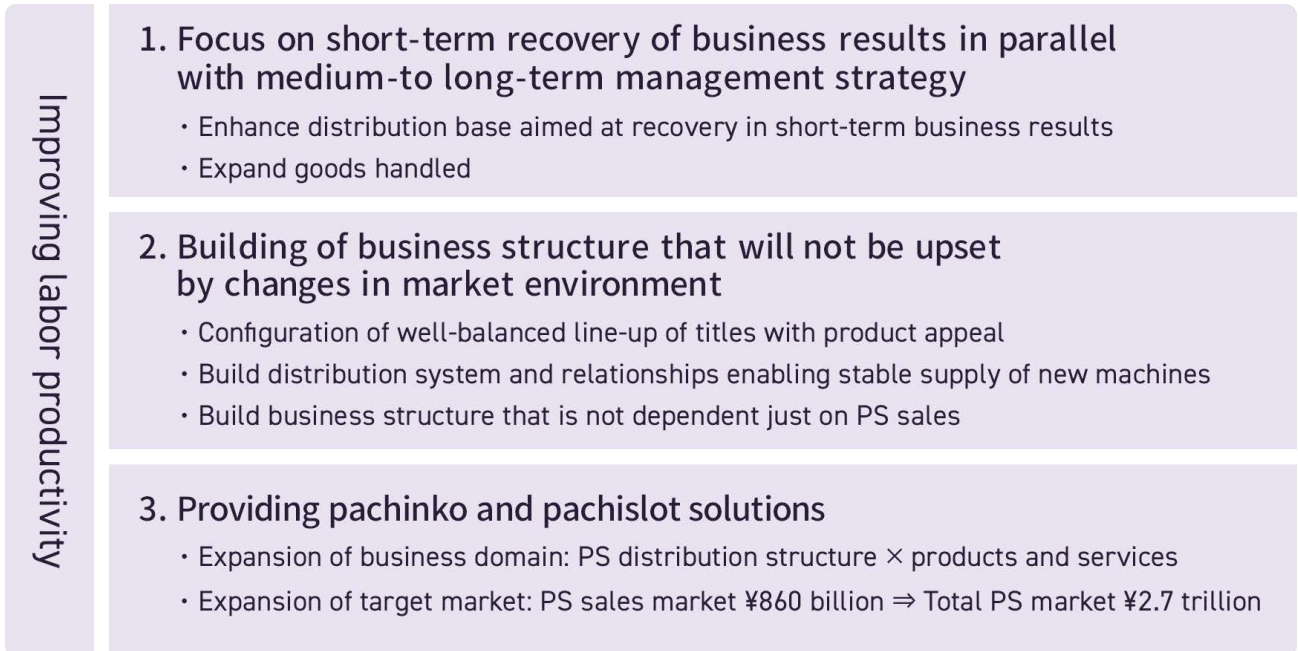 Improving labor productivity
1. Focus on short-term recovery of business results in parallel
with medium-to long-term management strategy
・Enhance distribution base aimed at recovery in short-term business results
・Expand goods handled
2. Building of business structure that will not be upset
by changes in market environment
・Configuration of well-balanced line-up of titles with product appeal
・Build distribution system and relationships enabling stable supply of new machines
・Build business structure that is not dependent just on PS sales
3. Providing pachinko and pachislot solutions
・Expansion of business domain: PS distribution structure × products and services
・Expansion of target market: PS sales market ¥860 billion ⇒ Total PS market ¥2.7 trillion